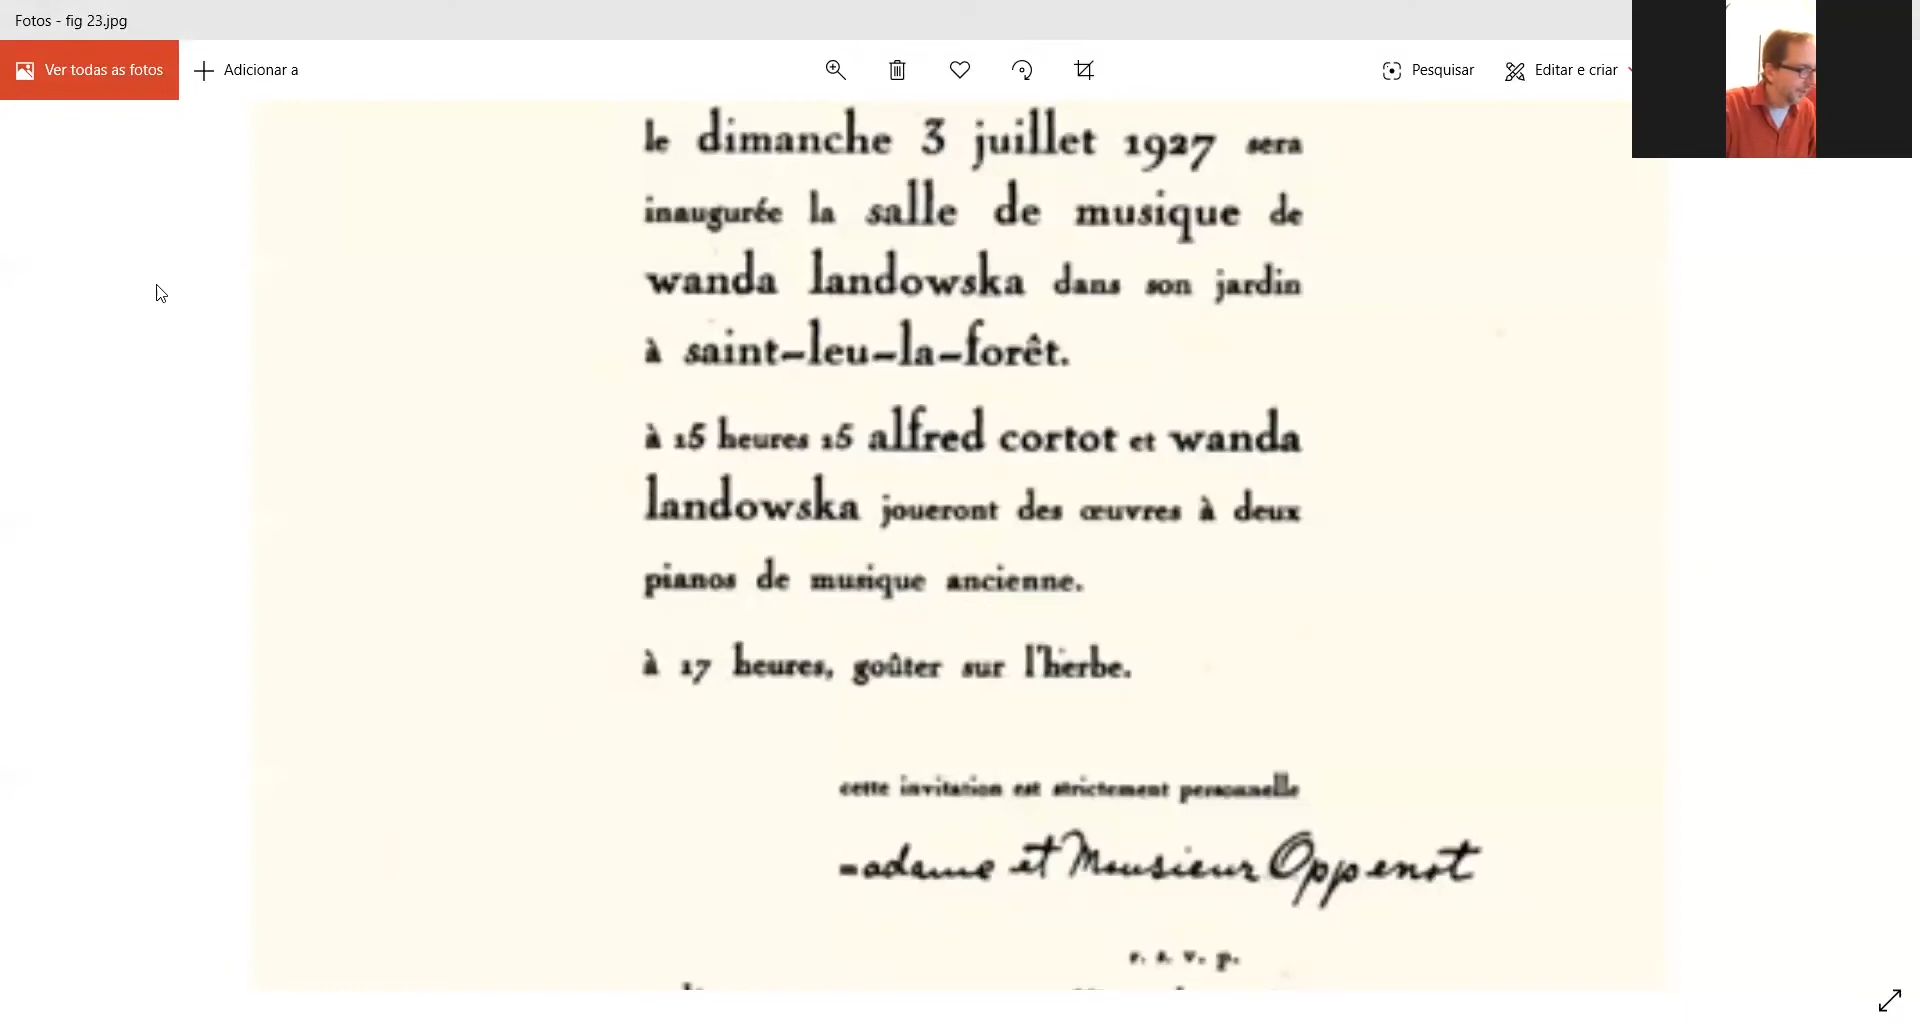 Fotos - fig 23.jpg
Ver todas as fotos
Adicionar a
Pesquisar
Editar e criar
le dimanche 3 juillet 1927 sera
inaugurée la salle de musique de
wanda landowska dans son jardin
à saint-leu-la-forêt.
à 15 heures 15 alfred cortot et wanda
landowska joueront des œuvres à deux
pianos de musique ancienne.
à 17 heures, goûter sur l'herbe.
cette invitation est strictement personnelle
madame et Monsieur Oppenot
r. s. v. p.